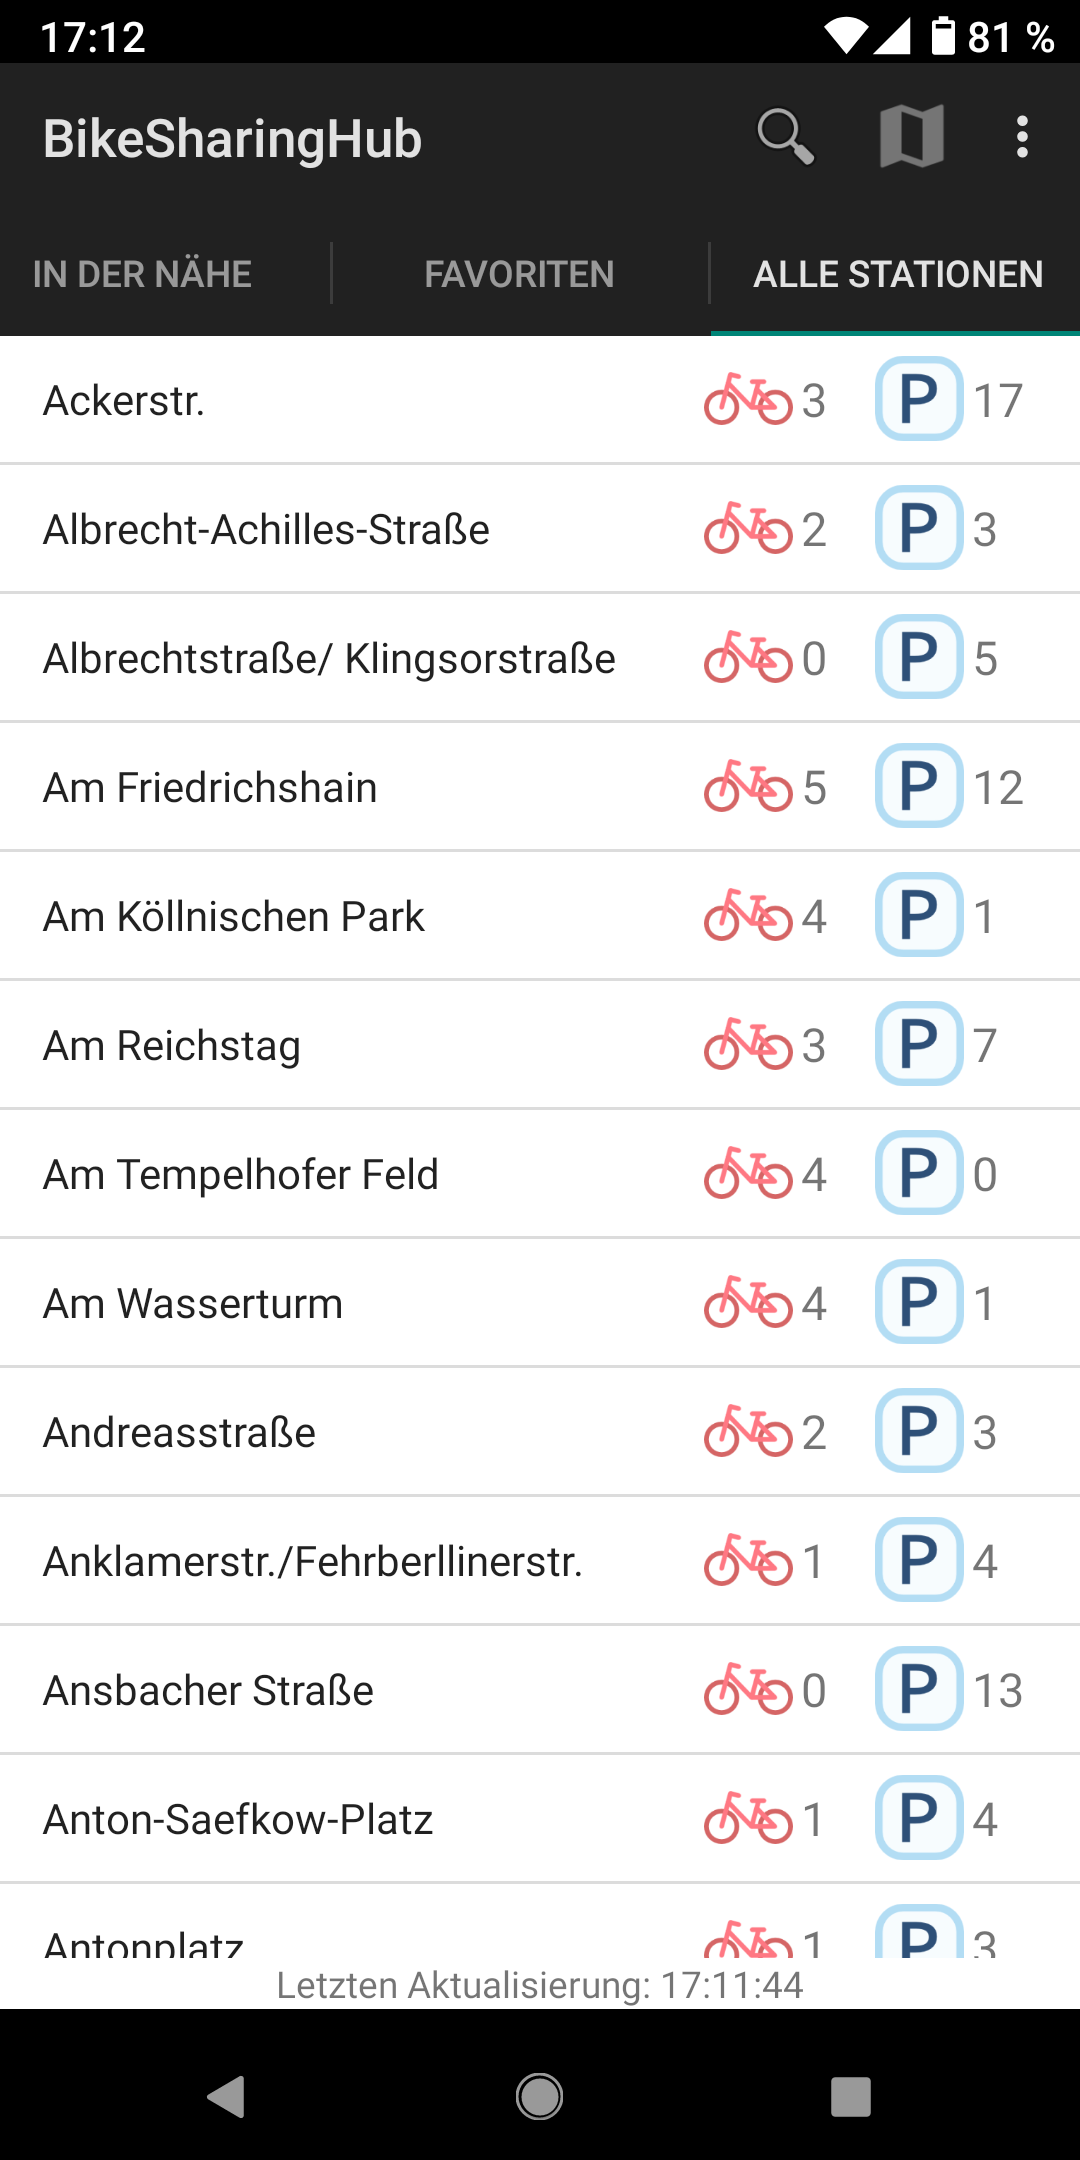 17:12 81 %
BikeSharingHub
IN DER NÄHE FAVORITEN ALLE STATIONEN
Ackerstr. 3 P 17
Albrecht-Achilles-Straße 2 P 3
Albrechtstraße/ Klingsorstraße 0 P 5
Am Friedrichshain 5 P 12
Am Köllnischen Park 4 P 1
Am Reichstag 3 P 7
Am Tempelhofer Feld 4 P 0
Am Wasserturm 4 P 1
Andreasstraße 2 P 3
Anklamerstr./Fehrberllinerstr. 1 P 4
Ansbacher Straße 0 P 13
Anton-Saefkow-Platz 1 P 4
Antonplatz 1 P 3
Letzten Aktualisierung: 17:11:44